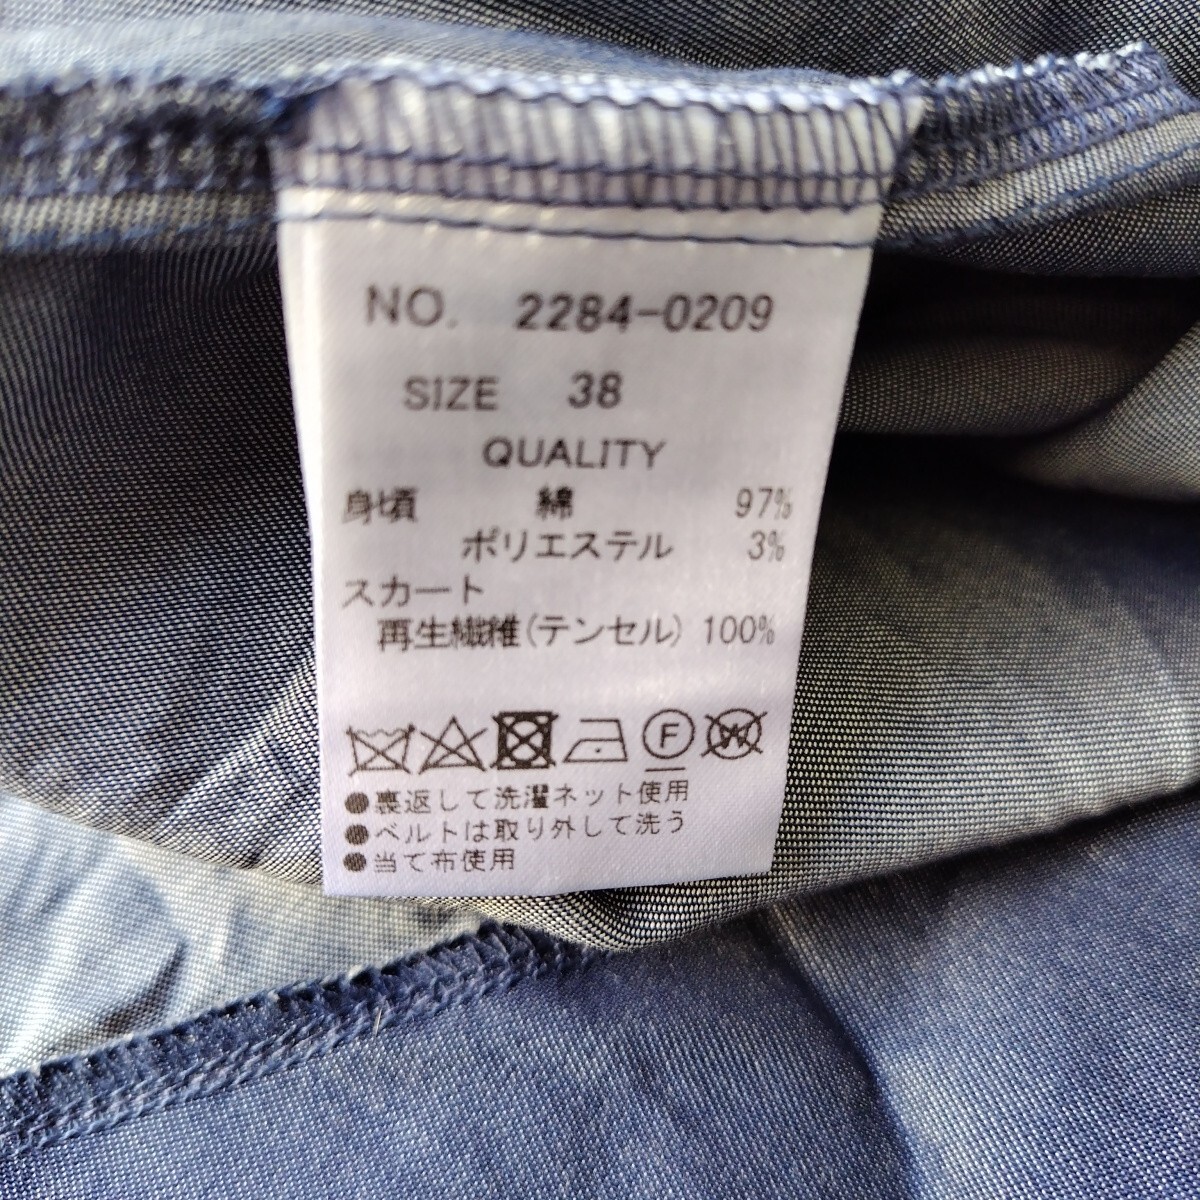 NO. 2284-0209
SIZE 38
QUALITY
身頃 綿 97%
ポリエステル 3%
スカート
再生繊維(テンセル) 100%
F W
●裏返して洗濯ネット使用
●ベルトは取り外して洗う
●当て布使用